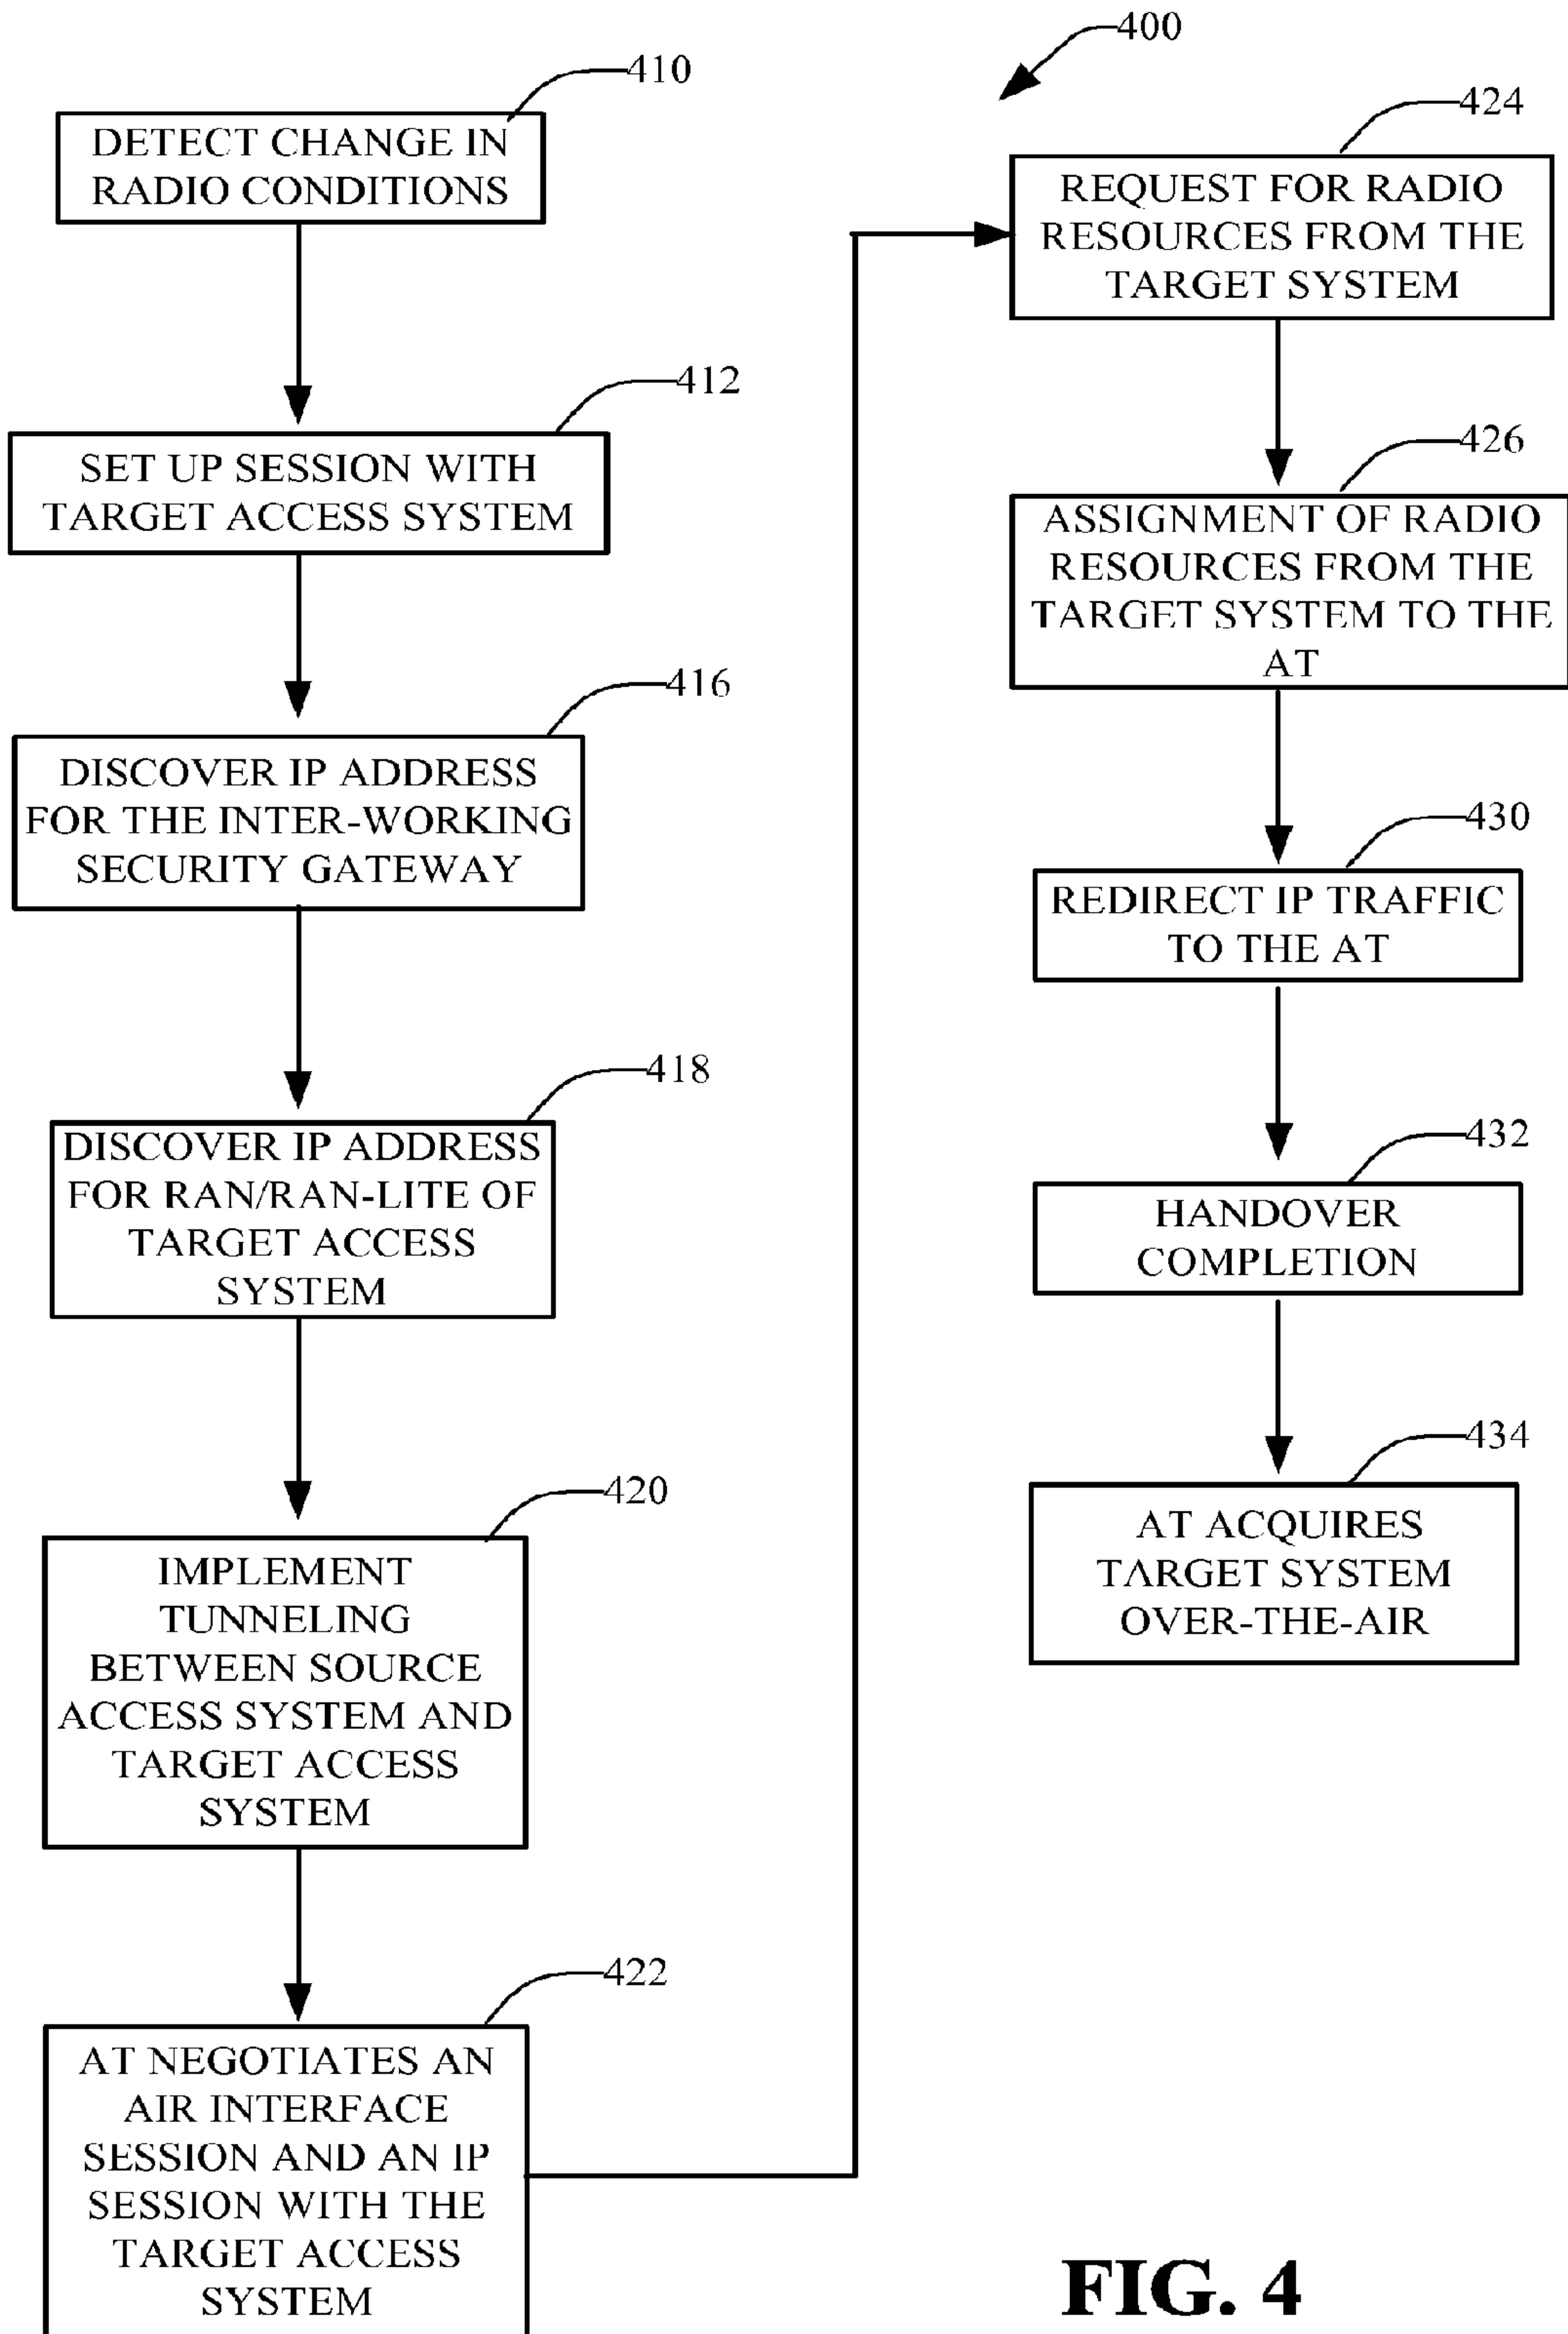 400
410
DETECT CHANGE IN
RADIO CONDITIONS
412
SET UP SESSION WITH
TARGET ACCESS SYSTEM
416
DISCOVER IP ADDRESS
FOR THE INTER-WORKING
SECURITY GATEWAY
418
DISCOVER IP ADDRESS
FOR RAN/RAN-LITE OF
TARGET ACCESS
SYSTEM
420
IMPLEMENT
TUNNELING
BETWEEN SOURCE
ACCESS SYSTEM AND
TARGET ACCESS
SYSTEM
422
AT NEGOTIATES AN
AIR INTERFACE
SESSION AND AN IP
SESSION WITH THE
TARGET ACCESS
SYSTEM
424
REQUEST FOR RADIO
RESOURCES FROM THE
TARGET SYSTEM
426
ASSIGNMENT OF RADIO
RESOURCES FROM THE
TARGET SYSTEM TO THE
AT
430
REDIRECT IP TRAFFIC
TO THE AT
432
HANDOVER
COMPLETION
434
AT ACQUIRES
TARGET SYSTEM
OVER-THE-AIR
FIG. 4